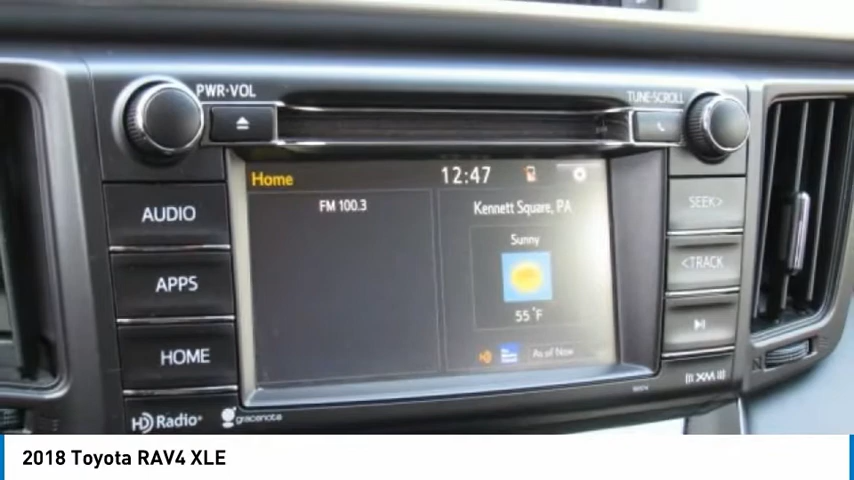 PWR•VOL
TUNE•SCROLL
Home
12:47
AUDIO
FM 100.3
Kennett Square, PA
SEEK>
Sunny
<TRACK
APPS
55 °F
HOME
As of Now
HD Radio
gracenote
XM
2018 Toyota RAV4 XLE